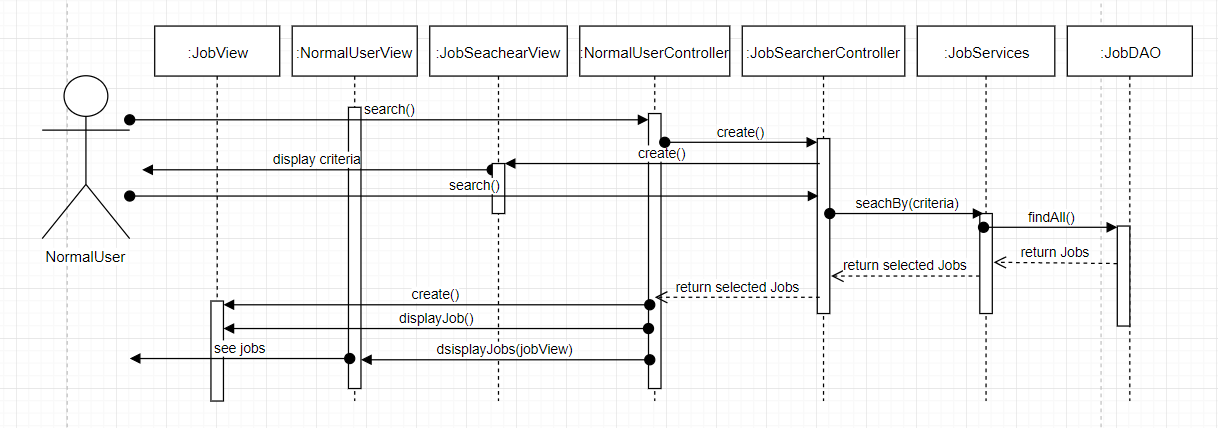 :JobView
:NormalUserView
:JobSeachearView
:NormalUserController
:JobSearcherController
:JobServices
:JobDAO
search()
create()
create()
display criteria
search()
seachBy(criteria)
findAll()
NormalUser
return Jobs
return selected Jobs
return selected Jobs
create()
displayJob()
see jobs
dsisplayJobs(jobView)